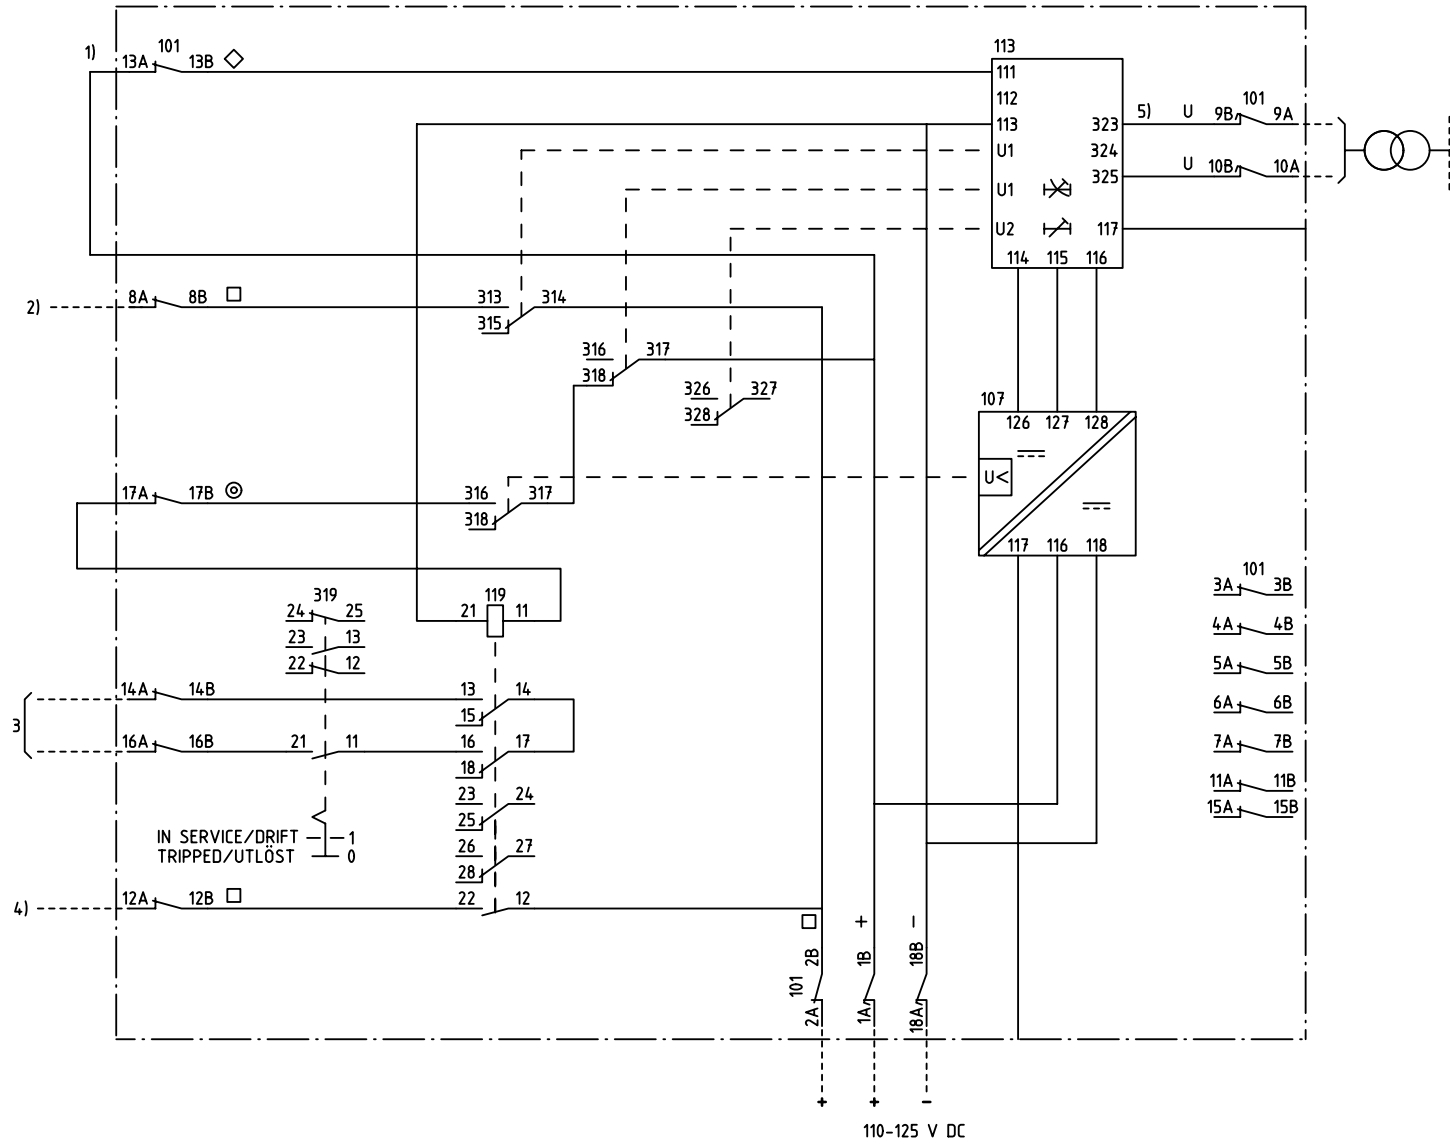 1) 13A 101 13B
113
111
112
113 323 5) U 9B 101 9A
U1 324
U1 325 U 10B 10A
U2 117
114 115 116
2) 8A 8B 313 314
315
316 317
318
326 327
328
107
126 127 128
U<
17A 17B 316 317
318
117 116 118
319
24 25
23 13
22 12
119
21 11
101
3A 3B
4A 4B
5A 5B
6A 6B
7A 7B
11A 11B
15A 15B
14A 14B 13 14
15
3
16A 16B 21 11 16 17
18
23 24
25
26 27
28
IN SERVICE/DRIFT 1
TRIPPED/UTLÖST 0
4) 12A 12B 22 12
+ −
2B 1B 18B
101
2A 1A 18A
+ + −
110-125 V DC